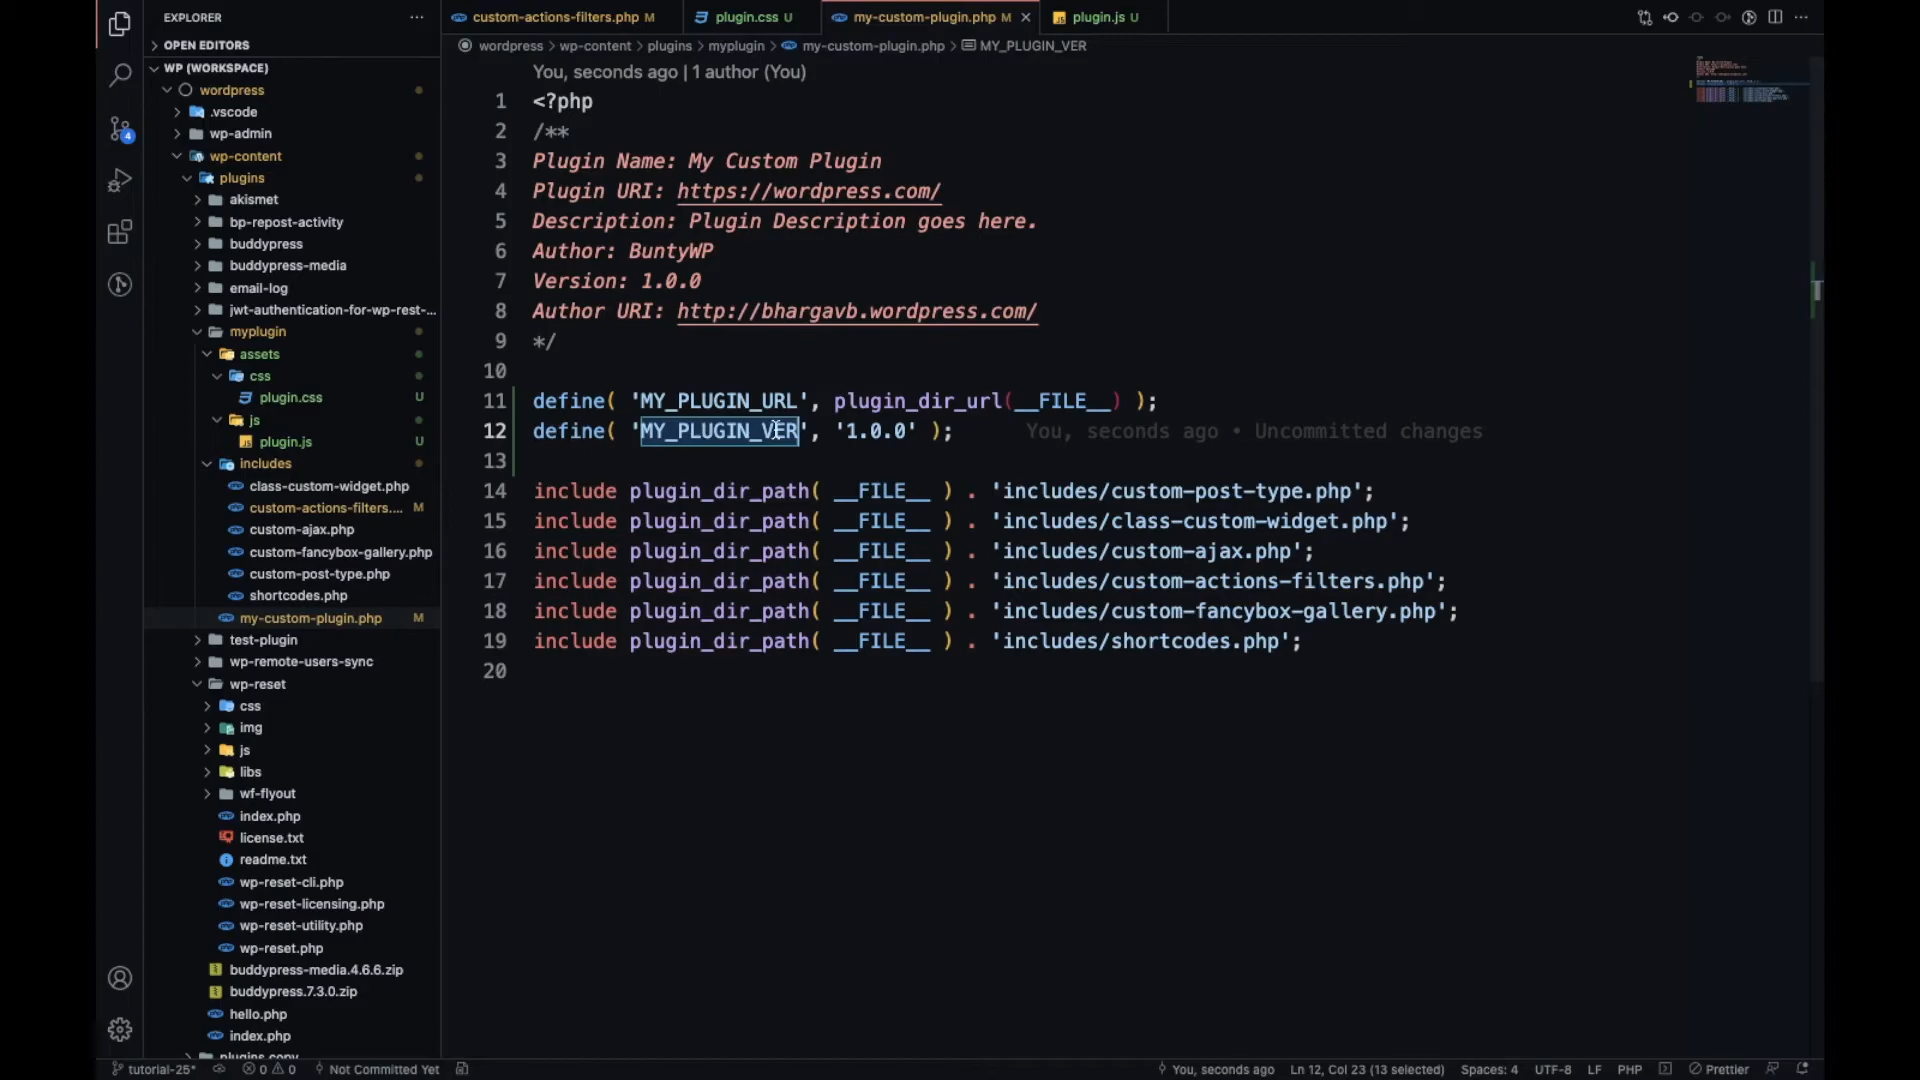 EXPLORER
OPEN EDITORS
WP (WORKSPACE)
wordpress
.vscode
wp-admin
wp-content
plugins
akismet
bp-repost-activity
buddypress
buddypress-media
email-log
jwt-authentication-for-wp-rest-...
myplugin
assets
css
plugin.css U
js
plugin.js U
includes
class-custom-widget.php
custom-actions-filters.... M
custom-ajax.php
custom-fancybox-gallery.php
custom-post-type.php
shortcodes.php
my-custom-plugin.php M
test-plugin
wp-remote-users-sync
wp-reset
css
img
js
libs
wf-flyout
index.php
license.txt
readme.txt
wp-reset-cli.php
wp-reset-licensing.php
wp-reset-utility.php
wp-reset.php
buddypress-media.4.6.6.zip
buddypress.7.3.0.zip
hello.php
index.php
plugins copy
4
custom-actions-filters.php M plugin.css U my-custom-plugin.php M plugin.js U
wordpress > wp-content > plugins > myplugin > my-custom-plugin.php > MY_PLUGIN_VER
You, seconds ago | 1 author (You)
1 <?php
2 /**
3 Plugin Name: My Custom Plugin
4 Plugin URI: https://wordpress.com/
5 Description: Plugin Description goes here.
6 Author: BuntyWP
7 Version: 1.0.0
8 Author URI: http://bhargavb.wordpress.com/
9 */
10
11 define( 'MY_PLUGIN_URL', plugin_dir_url(__FILE__) );
12 define( 'MY_PLUGIN_VER', '1.0.0' ); You, seconds ago • Uncommitted changes
13
14 include plugin_dir_path( __FILE__ ) . 'includes/custom-post-type.php';
15 include plugin_dir_path( __FILE__ ) . 'includes/class-custom-widget.php';
16 include plugin_dir_path( __FILE__ ) . 'includes/custom-ajax.php';
17 include plugin_dir_path( __FILE__ ) . 'includes/custom-actions-filters.php';
18 include plugin_dir_path( __FILE__ ) . 'includes/custom-fancybox-gallery.php';
19 include plugin_dir_path( __FILE__ ) . 'includes/shortcodes.php';
20
tutorial-25* 0 0 Not Committed Yet You, seconds ago Ln 12, Col 23 (13 selected) Spaces: 4 UTF-8 LF PHP Prettier